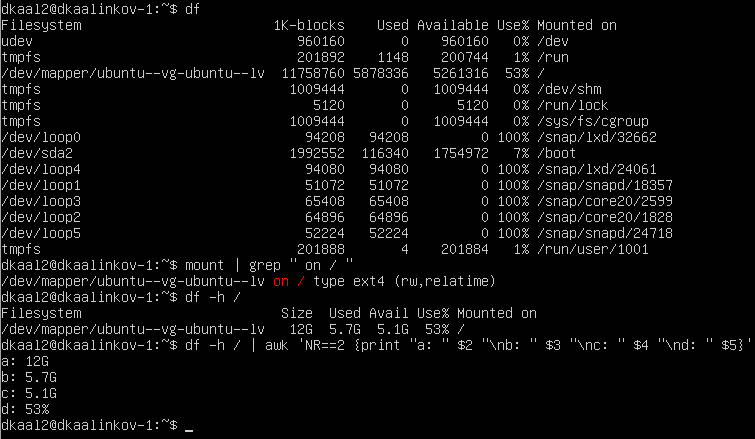 dkaal2@dkaalinkov-1:~$ df
Filesystem                        1K-blocks    Used Available Use% Mounted on
udev                                 960160       0    960160   0% /dev
tmpfs                                201892    1148    200744   1% /run
/dev/mapper/ubuntu--vg-ubuntu--lv  11758760 5878336   5261316  53% /
tmpfs                               1009444       0   1009444   0% /dev/shm
tmpfs                                  5120       0      5120   0% /run/lock
tmpfs                               1009444       0   1009444   0% /sys/fs/cgroup
/dev/loop0                            94208   94208         0 100% /snap/lxd/32662
/dev/sda2                           1992552  116340   1754972   7% /boot
/dev/loop4                            94080   94080         0 100% /snap/lxd/24061
/dev/loop1                            51072   51072         0 100% /snap/snapd/18357
/dev/loop3                            65408   65408         0 100% /snap/core20/2599
/dev/loop2                            64896   64896         0 100% /snap/core20/1828
/dev/loop5                            52224   52224         0 100% /snap/snapd/24718
tmpfs                                201888       4    201884   1% /run/user/1001
dkaal2@dkaalinkov-1:~$ mount | grep " on / "
/dev/mapper/ubuntu--vg-ubuntu--lv on / type ext4 (rw,relatime)
dkaal2@dkaalinkov-1:~$ df -h /
Filesystem                         Size  Used Avail Use% Mounted on
/dev/mapper/ubuntu--vg-ubuntu--lv   12G  5.7G  5.1G  53% /
dkaal2@dkaalinkov-1:~$ df -h / | awk 'NR==2 {print "a: " $2 "\nb: " $3 "\nc: " $4 "\nd: " $5}'
a: 12G
b: 5.7G
c: 5.1G
d: 53%
dkaal2@dkaalinkov-1:~$ _